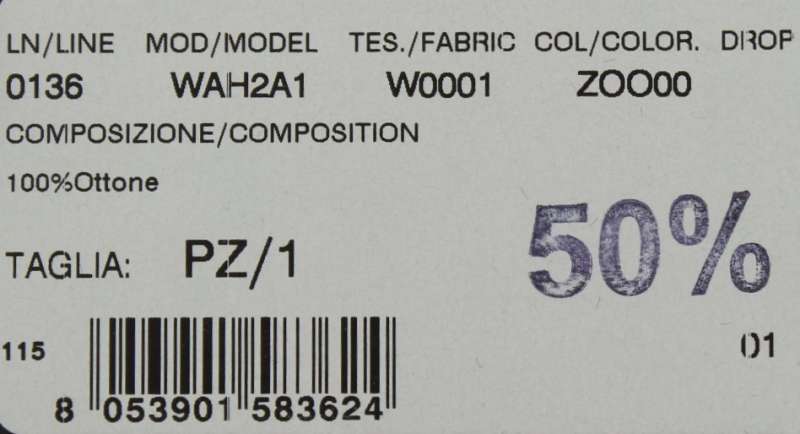 LN/LINE MOD/MODEL TES./FABRIC COL/COLOR. DROP
0136 WAH2A1 W0001 ZOO00
COMPOSIZIONE/COMPOSITION
100%Ottone
50%
TAGLIA: PZ/1
115 01
8 053901 583624